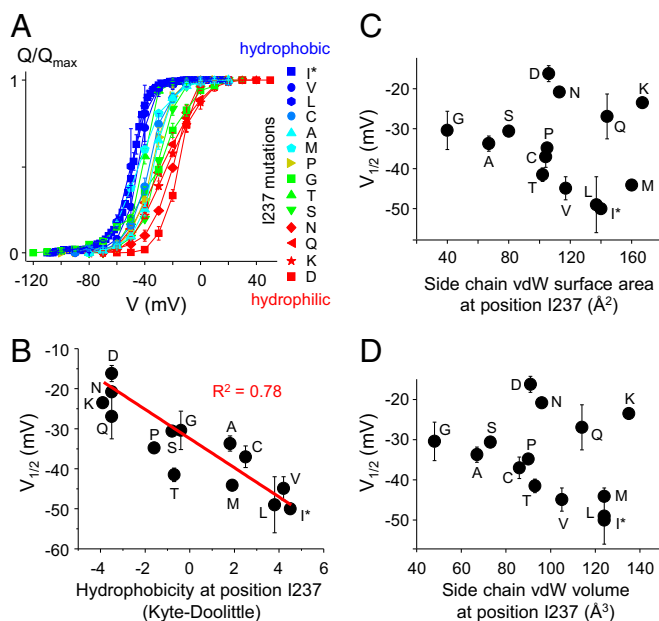 A
Q/Qmax
hydrophobic
1
0
I*
V
L
C
A
M
P
G
T
S
N
Q
K
D
I237 mutations
hydrophilic
-120 -80 -40 0 40
V (mV)
B
-10
-20
-30
-40
-50
-60
V1/2 (mV)
R2 = 0.78
D
N
K
Q
P
S
G
T
A
C
M
V
L
I*
-4 -2 0 2 4 6
Hydrophobicity at position I237
(Kyte-Doolittle)
C
-20
-30
-40
-50
V1/2 (mV)
D
N
K
G
S
Q
A
P
C
T
V
L
M
I*
40 80 120 160
Side chain vdW surface area
at position I237 (Å2)
D
-20
-30
-40
-50
V1/2 (mV)
D
N
K
G
S
Q
A
P
C
T
V
M
L
I*
40 60 80 100 120 140
Side chain vdW volume
at position I237 (Å3)